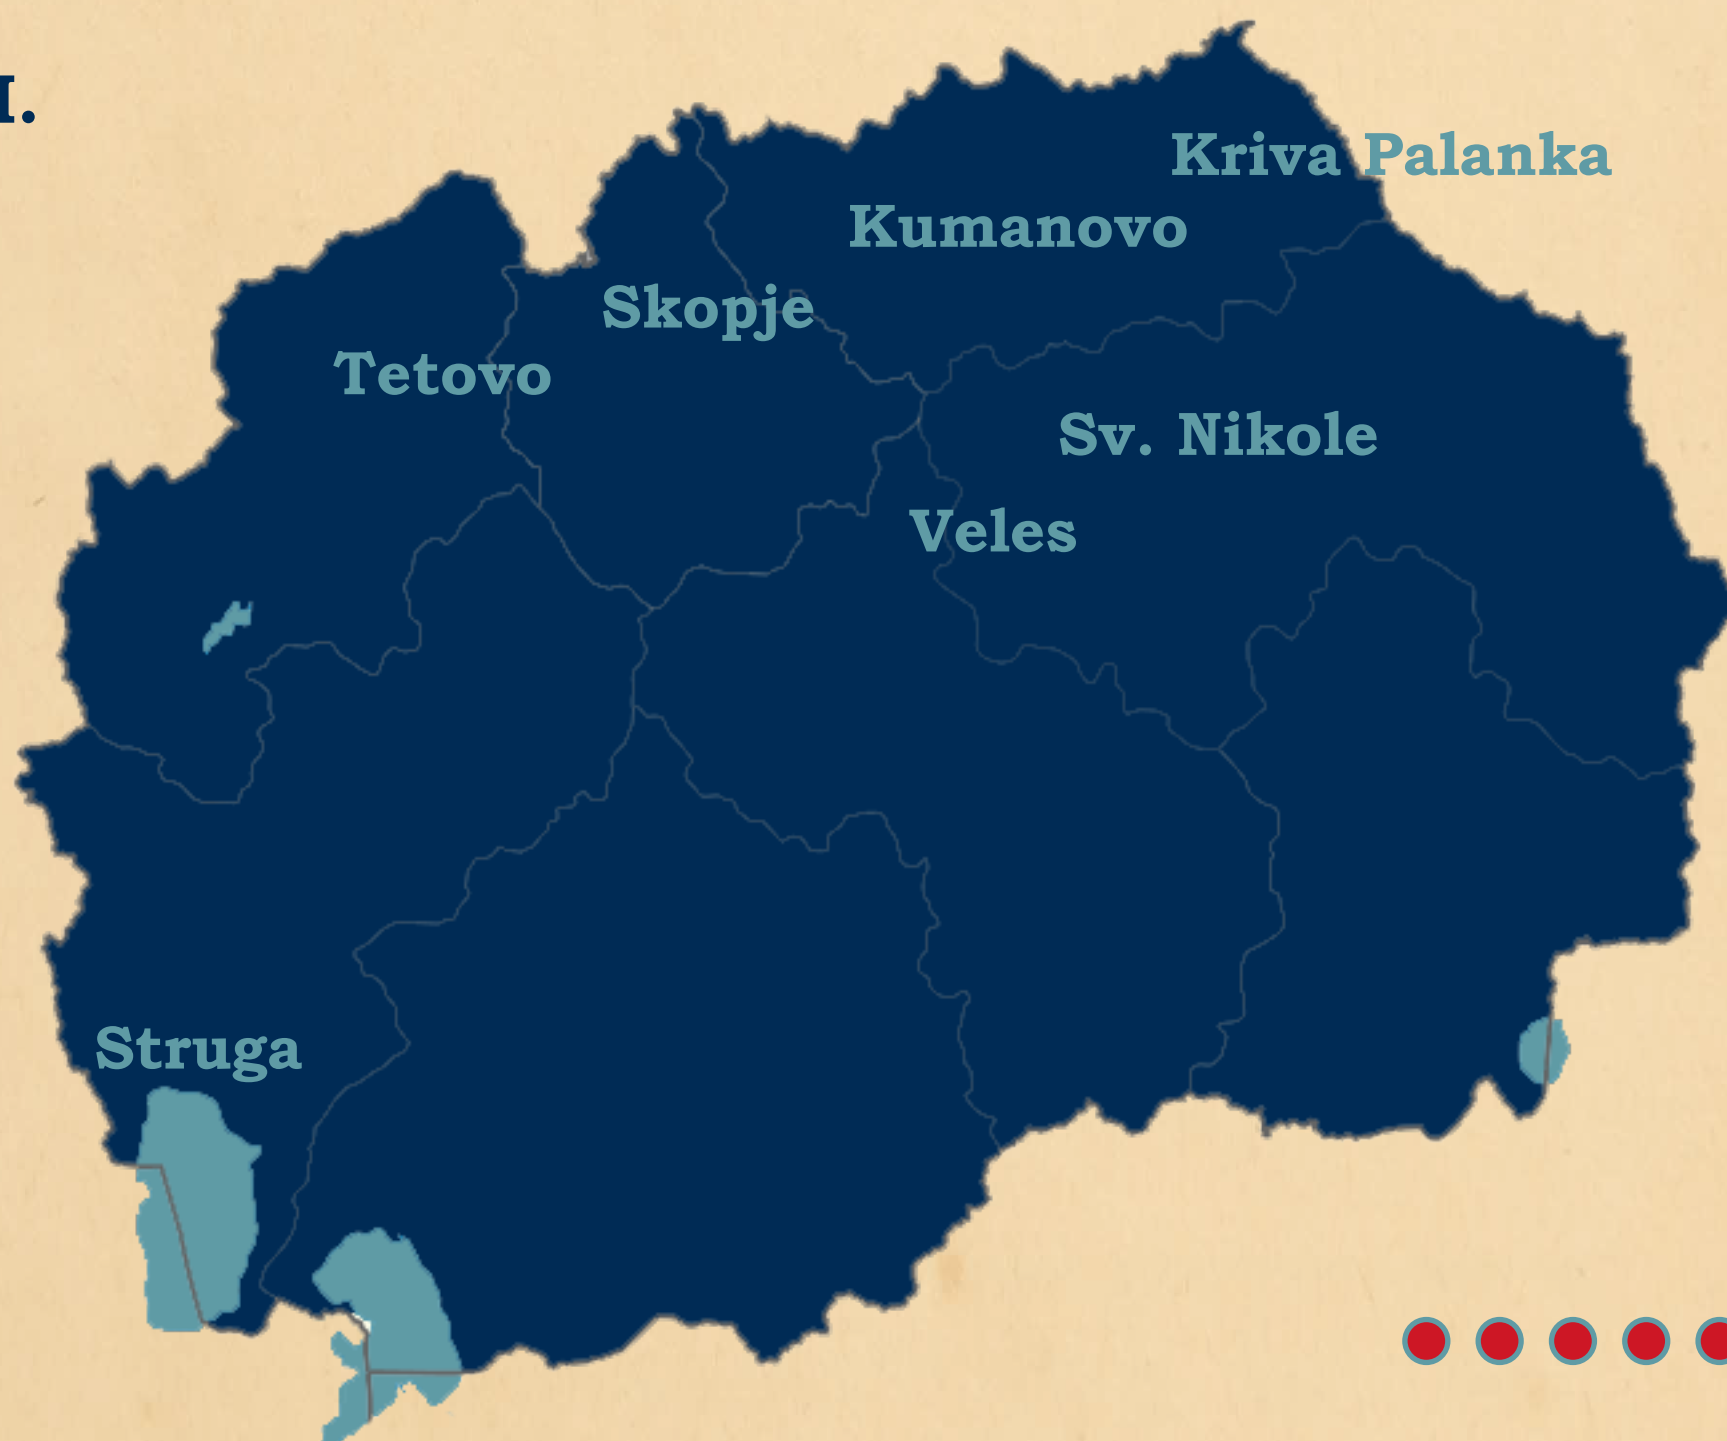 I.
Kriva Palanka
Kumanovo
Skopje
Tetovo
Sv. Nikole
Veles
Struga